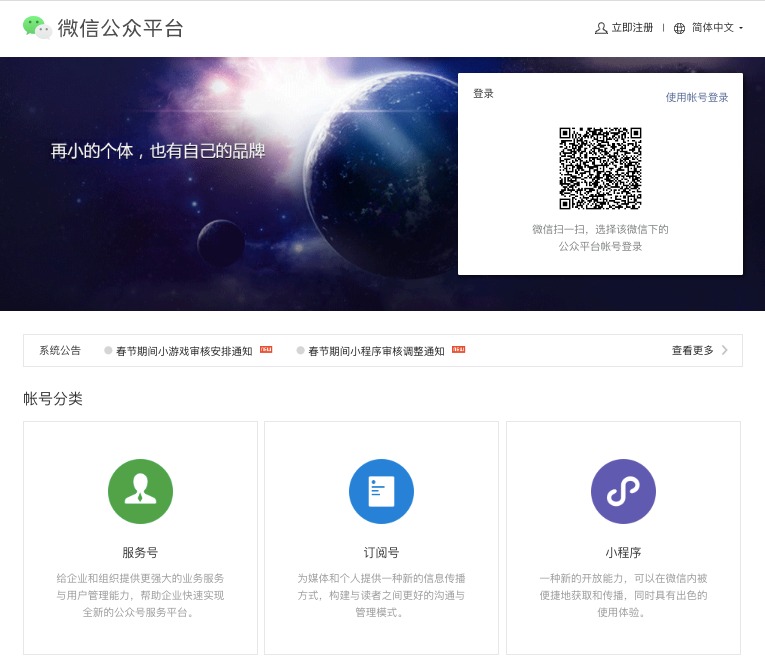 微信公众平台
立即注册
简体中文
再小的个体，也有自己的品牌
登录
使用帐号登录
微信扫一扫，选择该微信下的
公众平台帐号登录
系统公告
春节期间小游戏审核安排通知 NEW
春节期间小程序审核调整通知 NEW
查看更多
帐号分类
服务号
给企业和组织提供更强大的业务服务
与用户管理能力，帮助企业快速实现
全新的公众号服务平台。
订阅号
为媒体和个人提供一种新的信息传播
方式，构建与读者之间更好的沟通与
管理模式。
小程序
一种新的开放能力，可以在微信内被
便捷地获取和传播，同时具有出色的
使用体验。